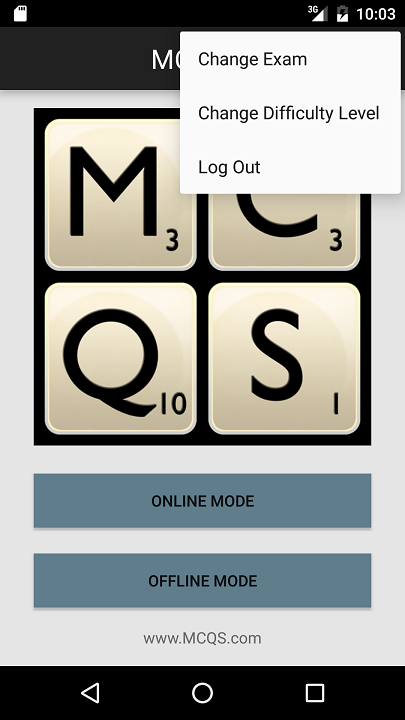 3G 10:03
MC
Change Exam
Change Difficulty Level
Log Out
M 3
C 3
Q 10
S 1
ONLINE MODE
OFFLINE MODE
www.MCQS.com